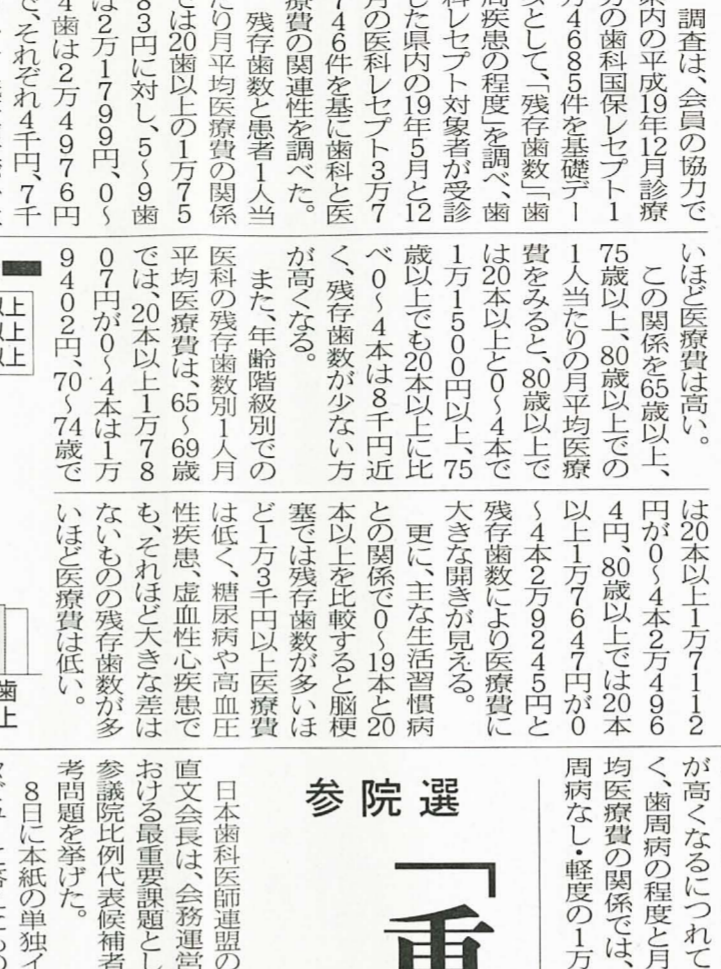 調査は、会員の協力で
県内の平成19年12月診療
分の歯科国保レセプト1
万4685件を基礎デー
タとして、「残存歯数」「歯
周疾患の程度」を調べ、歯
科レセプト対象者が受診
した県内の19年5月と12
月の医科レセプト3万7
746件を基に歯科と医
療費の関連性を調べた。
残存歯数と患者1人当
たり月平均医療費の関係
では20歯以上の1万75
83円に対し、5〜9歯
は2万1799円、0〜
4歯は2万4976円
で、それぞれ4千円、7千
いほど医療費は高い。
この関係を65歳以上、
75歳以上、80歳以上での
1人当たりの月平均医療
費をみると、80歳以上で
は20本以上と0〜4本で
1万1500円以上、75
歳以上でも20本以上に比
べ0〜4本は8千円近
く、残存歯数が少ない方
が高くなる。
また、年齢階級別での
医科の残存歯数別1人月
平均医療費は、65〜69歳
では、20本以上1万78
07円が0〜4本は1万
9402円、70〜74歳で
以上
以上
以上
は20本以上1万7112
円が0〜4本2万496
4円、80歳以上では20本
以上1万7647円が0
〜4本2万9245円と
残存歯数により医療費に
大きな開きが見える。
更に、主な生活習慣病
との関係で0〜19本と20
本以上を比較すると脳梗
塞では残存歯数が多いほ
ど1万3千円以上医療費
は低く、糖尿病や高血圧
性疾患、虚血性心疾患で
も、それほど大きな差は
ないものの残存歯数が多
いほど医療費は低い。
歯
上
が高くなるにつれて
く、歯周病の程度と月
均医療費の関係では、
周病なし・軽度の1万
参院選
「重
日本歯科医師連盟の
直文会長は、会務運営
おける最重要課題とし
参議院比例代表候補者
考問題を挙げた。
8日に本紙の単独イ